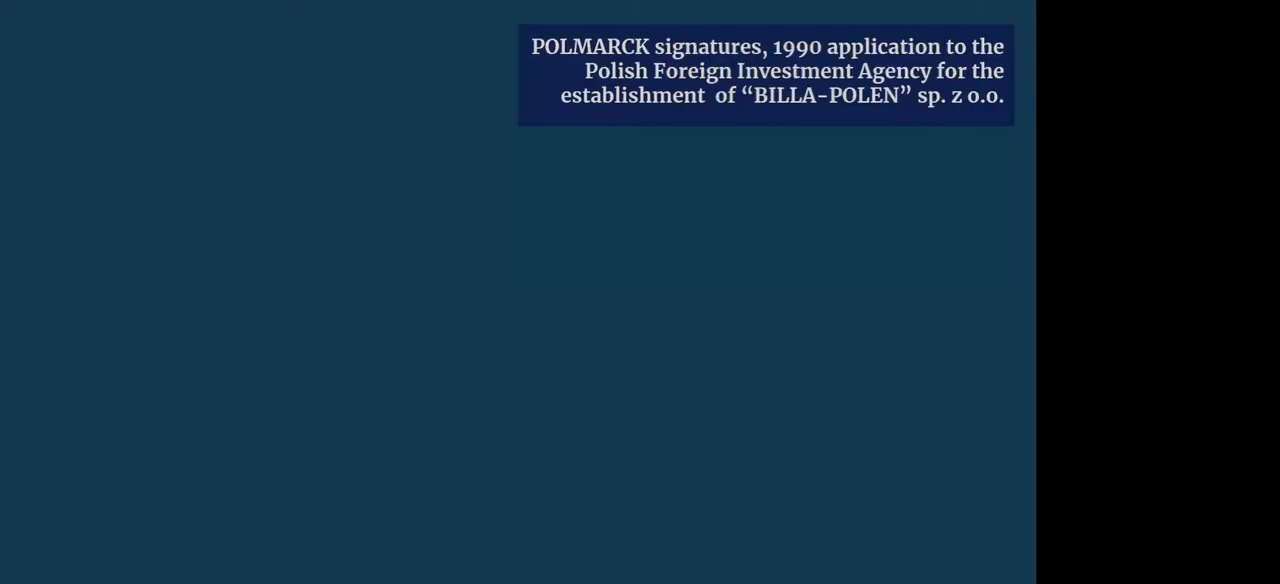 POLMARCK signatures, 1990 application to the
Polish Foreign Investment Agency for the
establishment  of “BILLA-POLEN” sp. z o.o.